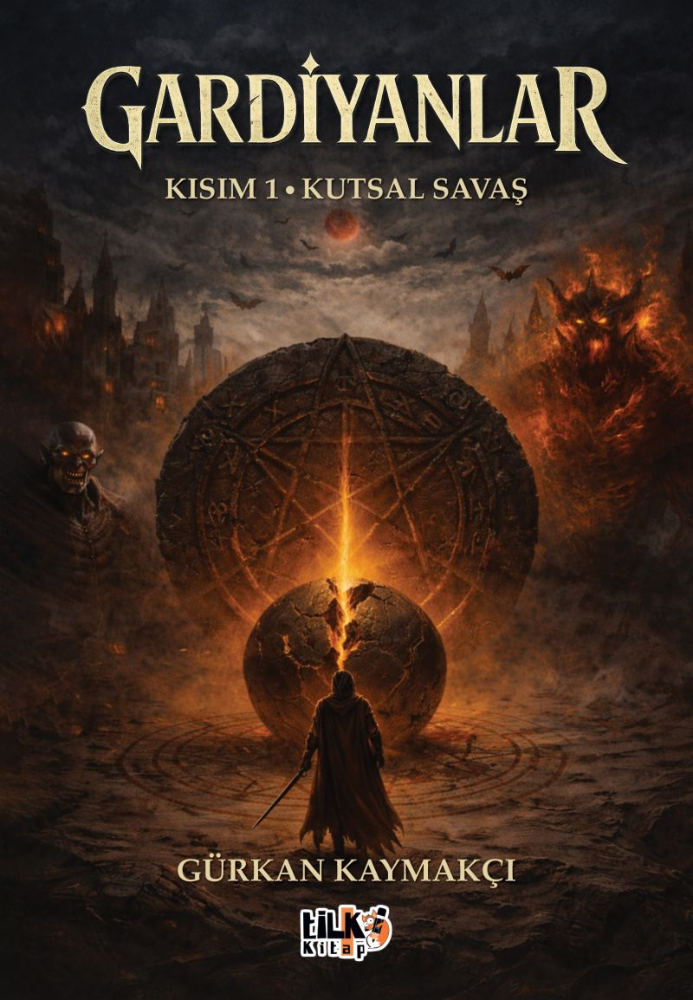 GARDİYANLAR
KISIM 1 • KUTSAL SAVAŞ
GÜRKAN KAYMAKÇI
tilki
Kitap